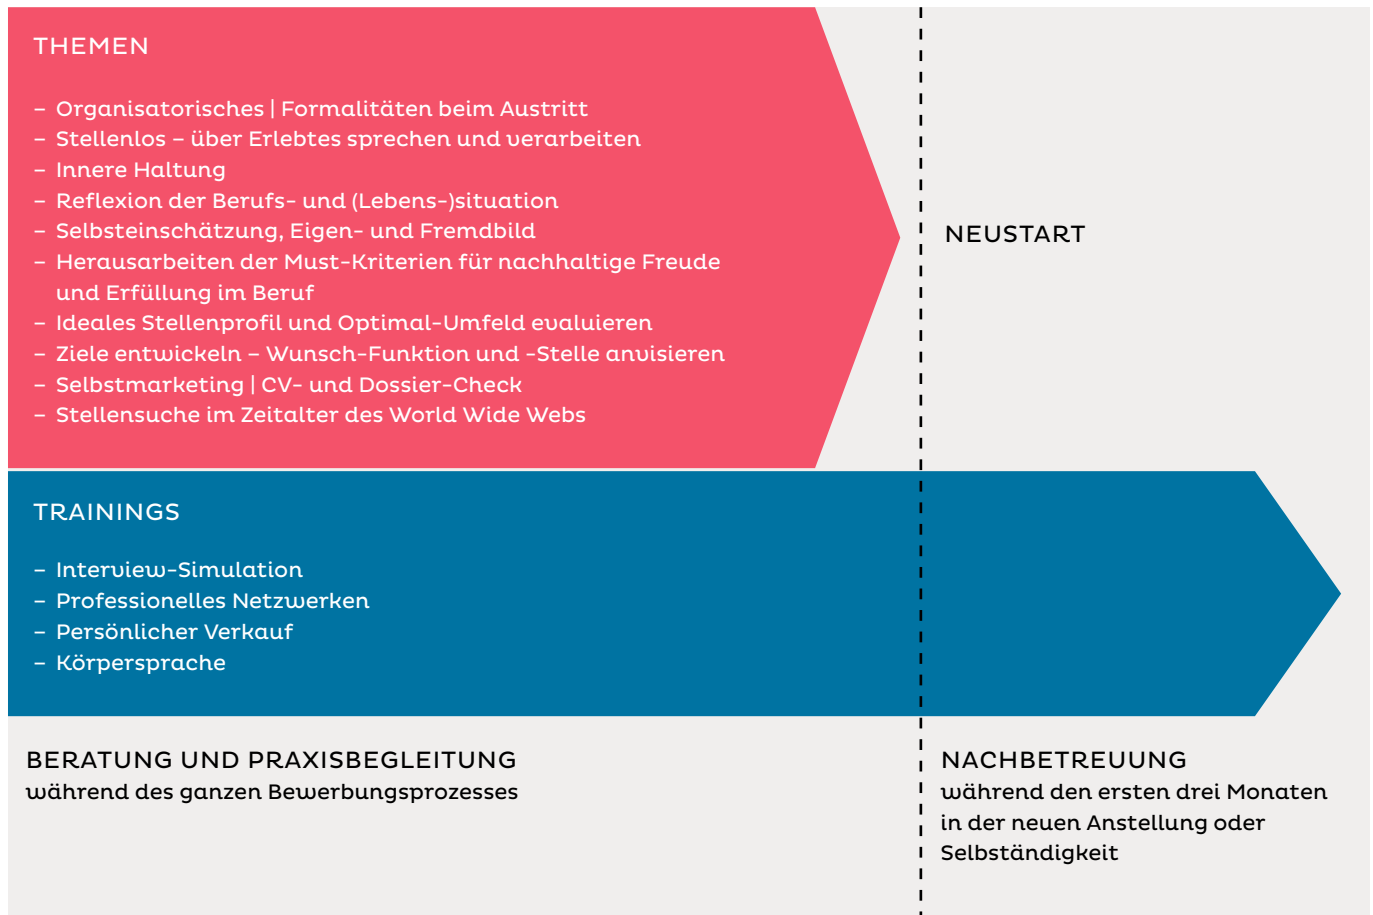 THEMEN
– Organisatorisches | Formalitäten beim Austritt
– Stellenlos – über Erlebtes sprechen und verarbeiten
– Innere Haltung
– Reflexion der Berufs- und (Lebens-)situation
– Selbsteinschätzung, Eigen- und Fremdbild
– Herausarbeiten der Must-Kriterien für nachhaltige Freude
und Erfüllung im Beruf
– Ideales Stellenprofil und Optimal-Umfeld evaluieren
– Ziele entwickeln – Wunsch-Funktion und -Stelle anvisieren
– Selbstmarketing | CV- und Dossier-Check
– Stellensuche im Zeitalter des World Wide Webs
NEUSTART
TRAININGS
– Interview-Simulation
– Professionelles Netzwerken
– Persönlicher Verkauf
– Körpersprache
BERATUNG UND PRAXISBEGLEITUNG
während des ganzen Bewerbungsprozesses
NACHBETREUUNG
während den ersten drei Monaten
in der neuen Anstellung oder
Selbständigkeit